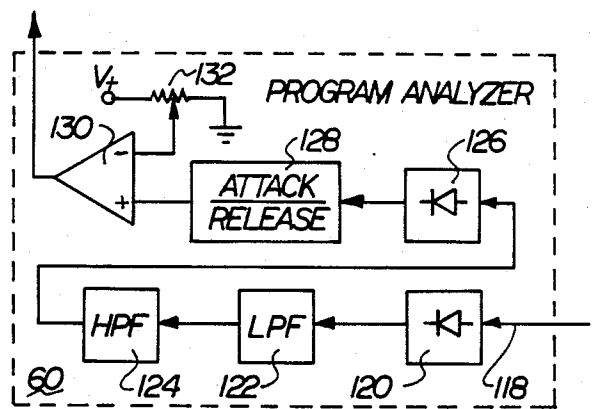 V+
132
PROGRAM ANALYZER
130
-
+
128
ATTACK
RELEASE
126
HPF
LPF
60
124
122
120
118